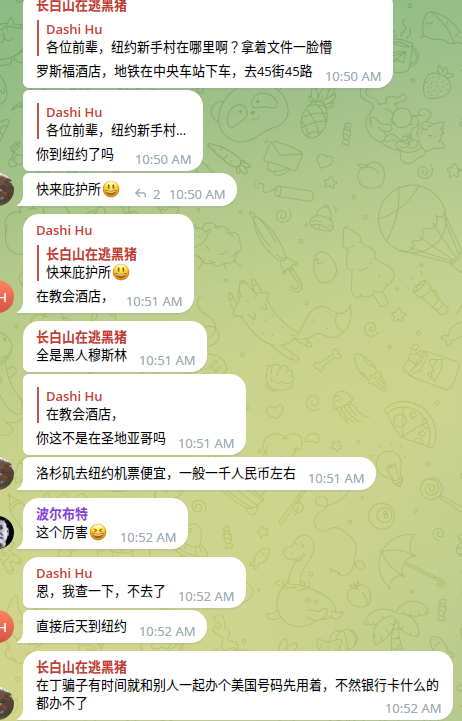 长白山在逃黑猪
Dashi Hu
各位前辈，纽约新手村在哪里啊？拿着文件一脸懵
罗斯福酒店，地铁在中央车站下车，去45街45路
10:50 AM
Dashi Hu
各位前辈，纽约新手村...
你到纽约了吗
10:50 AM
快来庇护所😃
2 10:50 AM
Dashi Hu
长白山在逃黑猪
快来庇护所😃
在教会酒店，
10:51 AM
长白山在逃黑猪
全是黑人穆斯林
10:51 AM
Dashi Hu
在教会酒店，
你这不是在圣地亚哥吗
10:51 AM
洛杉矶去纽约机票便宜，一般一千人民币左右
10:51 AM
波尔布特
这个厉害😆
10:52 AM
Dashi Hu
恩，我查一下，不去了
10:52 AM
H
直接后天到纽约
10:52 AM
长白山在逃黑猪
在丁骗子有时间就和别人一起办个美国号码先用着，不然银行卡什么的
都办不了
10:52 AM